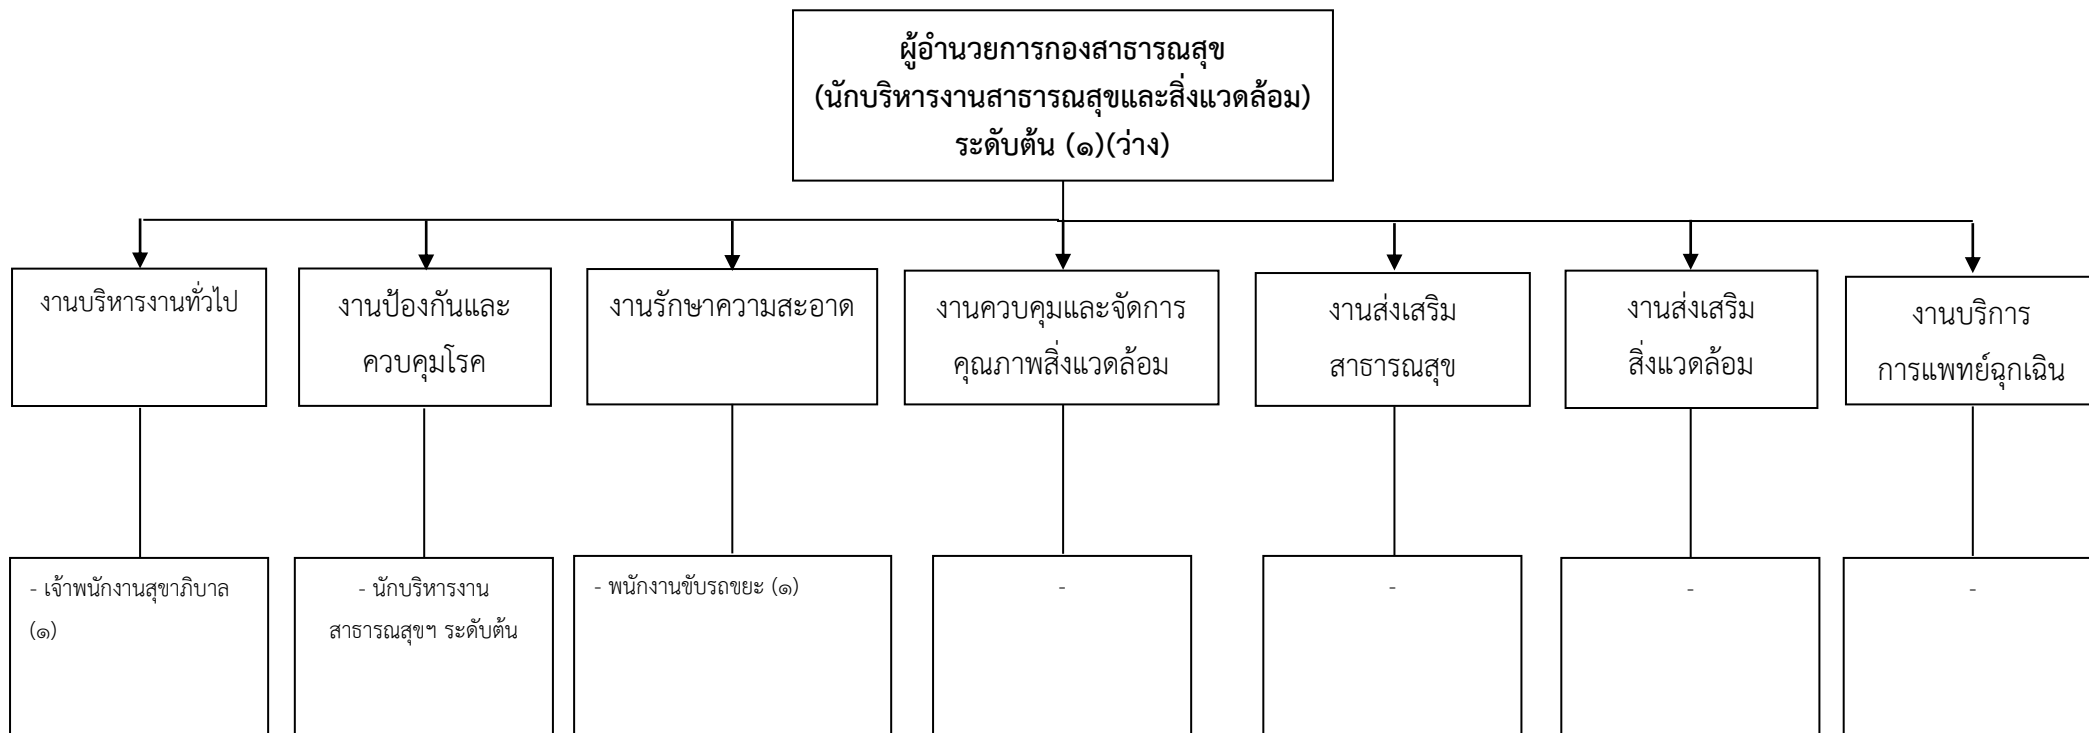 ผู้อำนวยการกองสาธารณสุข
(นักบริหารงานสาธารณสุขและสิ่งแวดล้อม)
ระดับต้น (๑)(ว่าง)
งานบริหารงานทั่วไป
งานป้องกันและ
ควบคุมโรค
งานรักษาความสะอาด
งานควบคุมและจัดการ
คุณภาพสิ่งแวดล้อม
งานส่งเสริม
สาธารณสุข
งานส่งเสริม
สิ่งแวดล้อม
งานบริการ
การแพทย์ฉุกเฉิน
- เจ้าพนักงานสุขาภิบาล
(๑)
- นักบริหารงาน
สาธารณสุขฯ ระดับต้น
- พนักงานขับรถขยะ (๑)
-
-
-
-